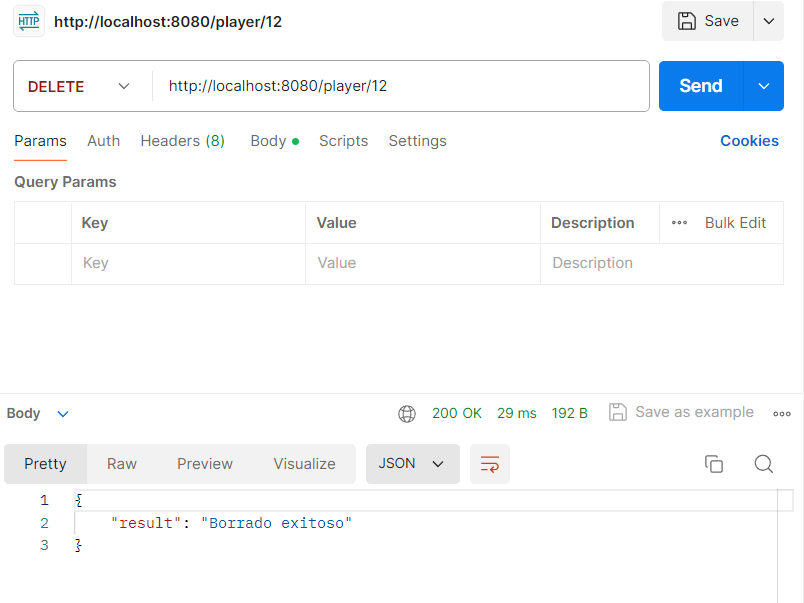 HTTP http://localhost:8080/player/12 Save
DELETE http://localhost:8080/player/12 Send
Params Auth Headers (8) Body Scripts Settings Cookies
Query Params
Key Value Description Bulk Edit
Key Value Description
Body 200 OK 29 ms 192 B Save as example
Pretty Raw Preview Visualize JSON
1 {
2 "result": "Borrado exitoso"
3 }